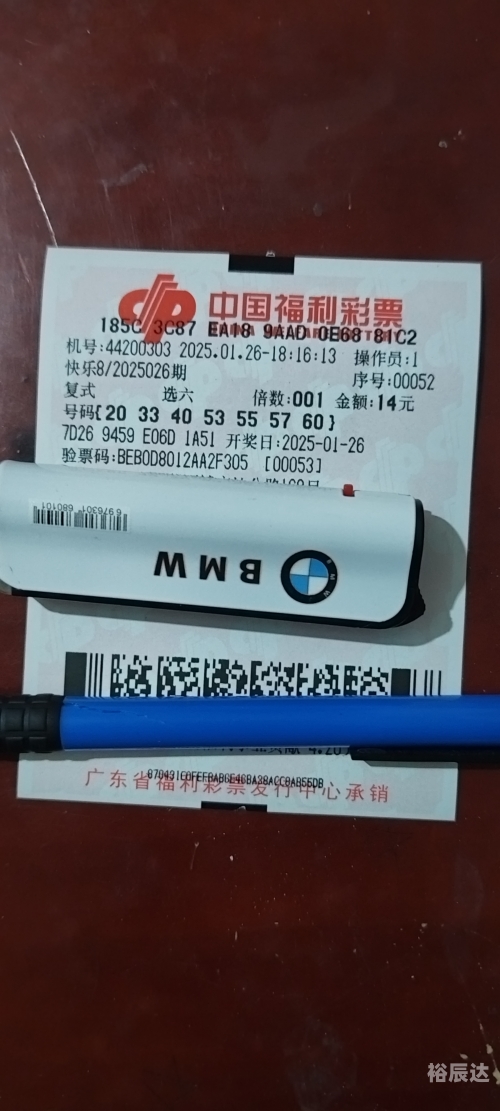 中国福利彩票
185C 3C87 EA18 9AAD 0E68 81C2
机号:44200303 2025.01.26-18:16:13 操作员:1
快乐8/2025026期 序号:00052
复式 选六 倍数:001 金额:14元
号码{20 33 40 53 55 57 60}
7D26 9459 E06D 1A51 开奖日:2025-01-26
验票码:BEB0D8012AA2F305 [00053]
6 976301 680101
BMW
BMW
广东省福利彩票发行中心承销
裕辰达